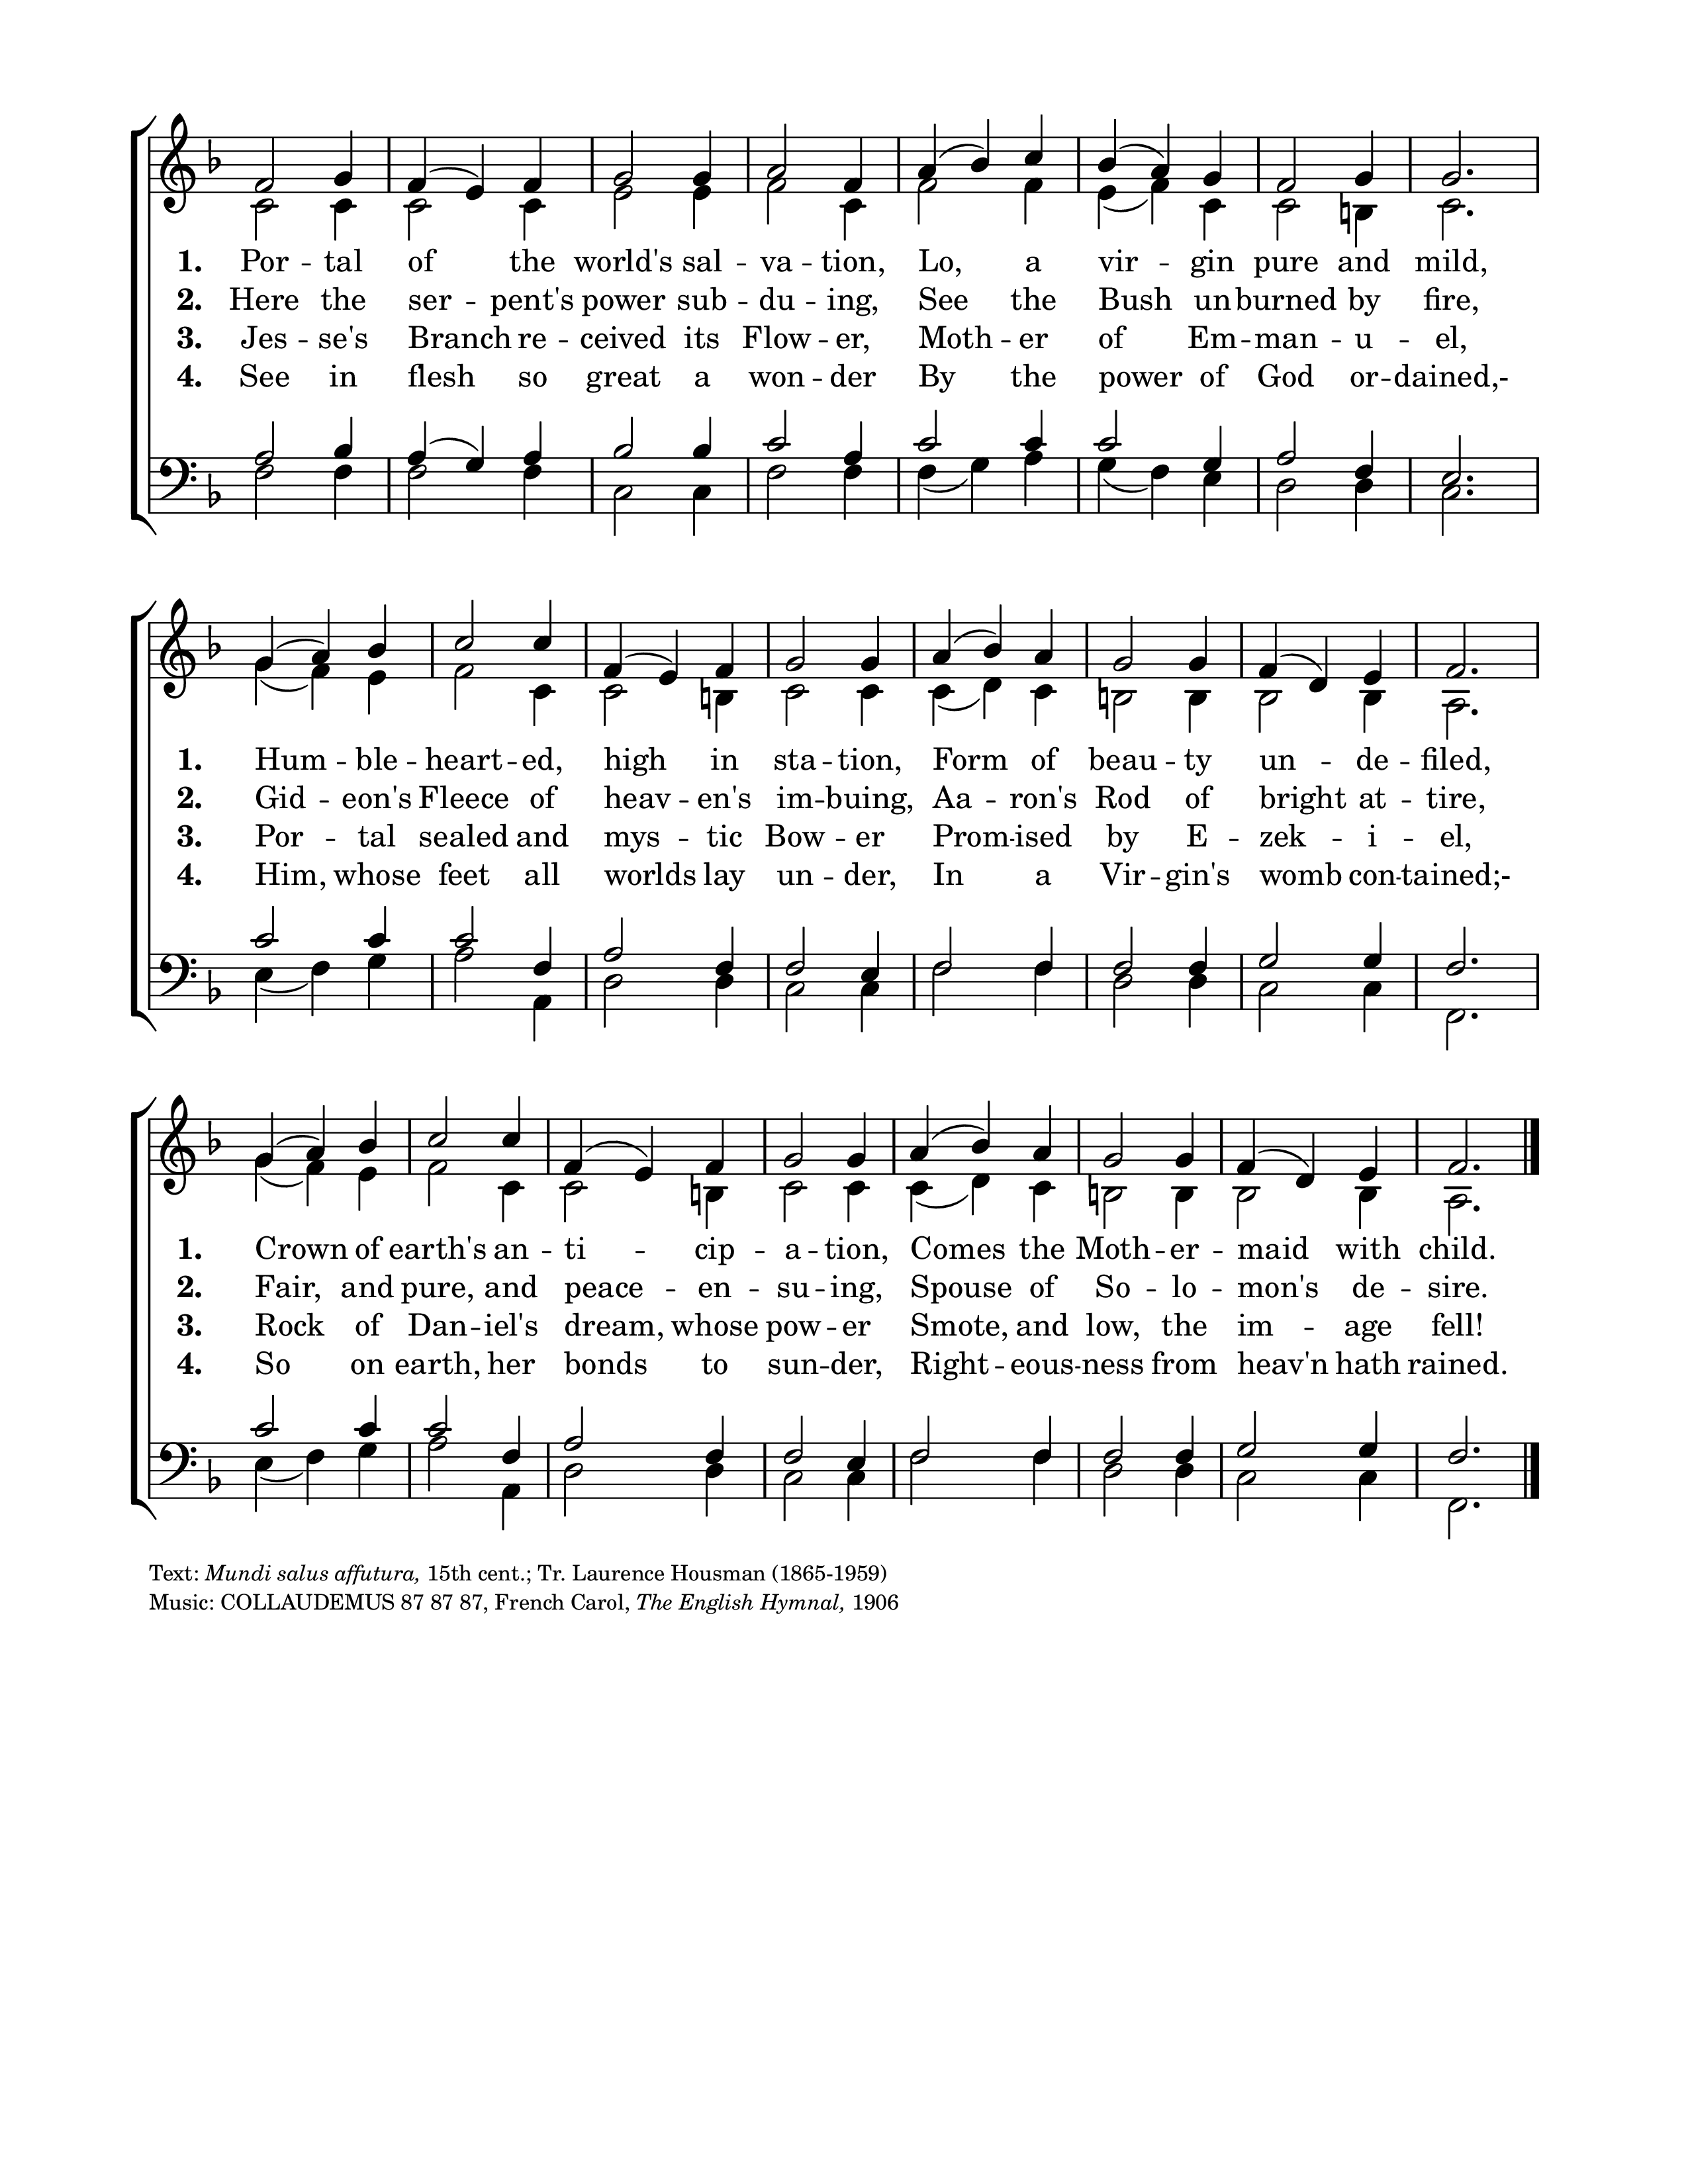 1. Por -- tal of the world's sal -- va -- tion, Lo, a vir -- gin pure and mild,
2. Here the ser -- pent's power sub -- du -- ing, See the Bush un -- burned by fire,
3. Jes -- se's Branch re -- ceived its Flow -- er, Moth -- er of Em -- man -- u -- el,
4. See in flesh so great a won -- der By the power of God or -- dained,-
1. Hum -- ble -- heart -- ed, high in sta -- tion, Form of beau -- ty un -- de -- filed,
2. Gid -- eon's Fleece of heav -- en's im -- buing, Aa -- ron's Rod of bright at -- tire,
3. Por -- tal sealed and mys -- tic Bow -- er Prom -- ised by E -- zek -- i -- el,
4. Him, whose feet all worlds lay un -- der, In a Vir -- gin's womb con -- tained;-
1. Crown of earth's an -- ti -- cip -- a -- tion, Comes the Moth -- er -- maid with child.
2. Fair, and pure, and peace -- en -- su -- ing, Spouse of So -- lo -- mon's de -- sire.
3. Rock of Dan -- iel's dream, whose pow -- er Smote, and low, the im -- age fell!
4. So on earth, her bonds to sun -- der, Right -- eous -- ness from heav'n hath rained.
Text: Mundi salus affutura, 15th cent.; Tr. Laurence Housman (1865-1959)
Music: COLLAUDEMUS 87 87 87, French Carol, The English Hymnal, 1906